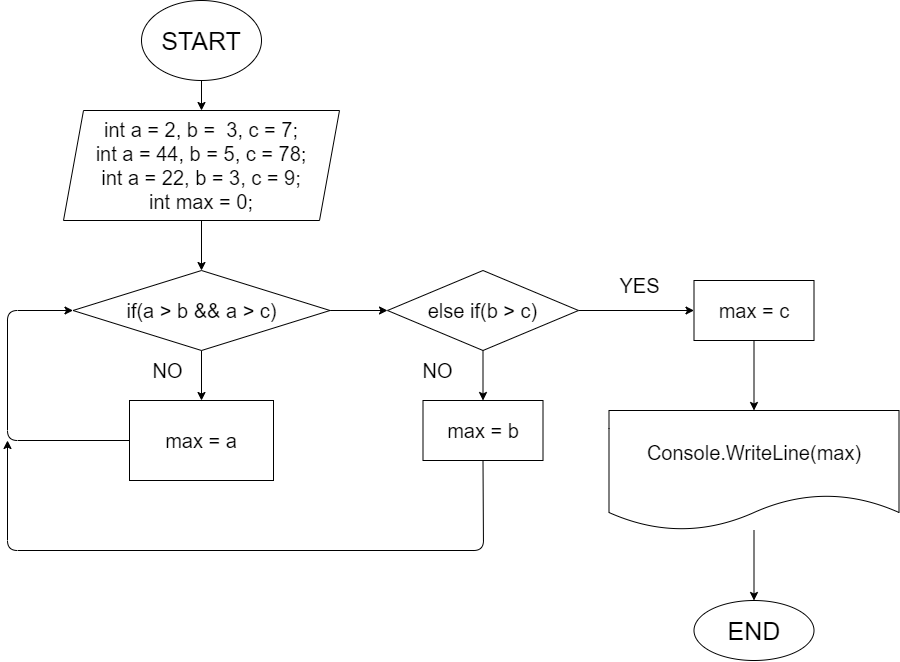 START
int a = 2, b =  3, c = 7;
int a = 44, b = 5, c = 78;
int a = 22, b = 3, c = 9;
int max = 0;
if(a > b && a > c)
else if(b > c)
YES
max = c
NO
NO
max = a
max = b
Console.WriteLine(max)
END